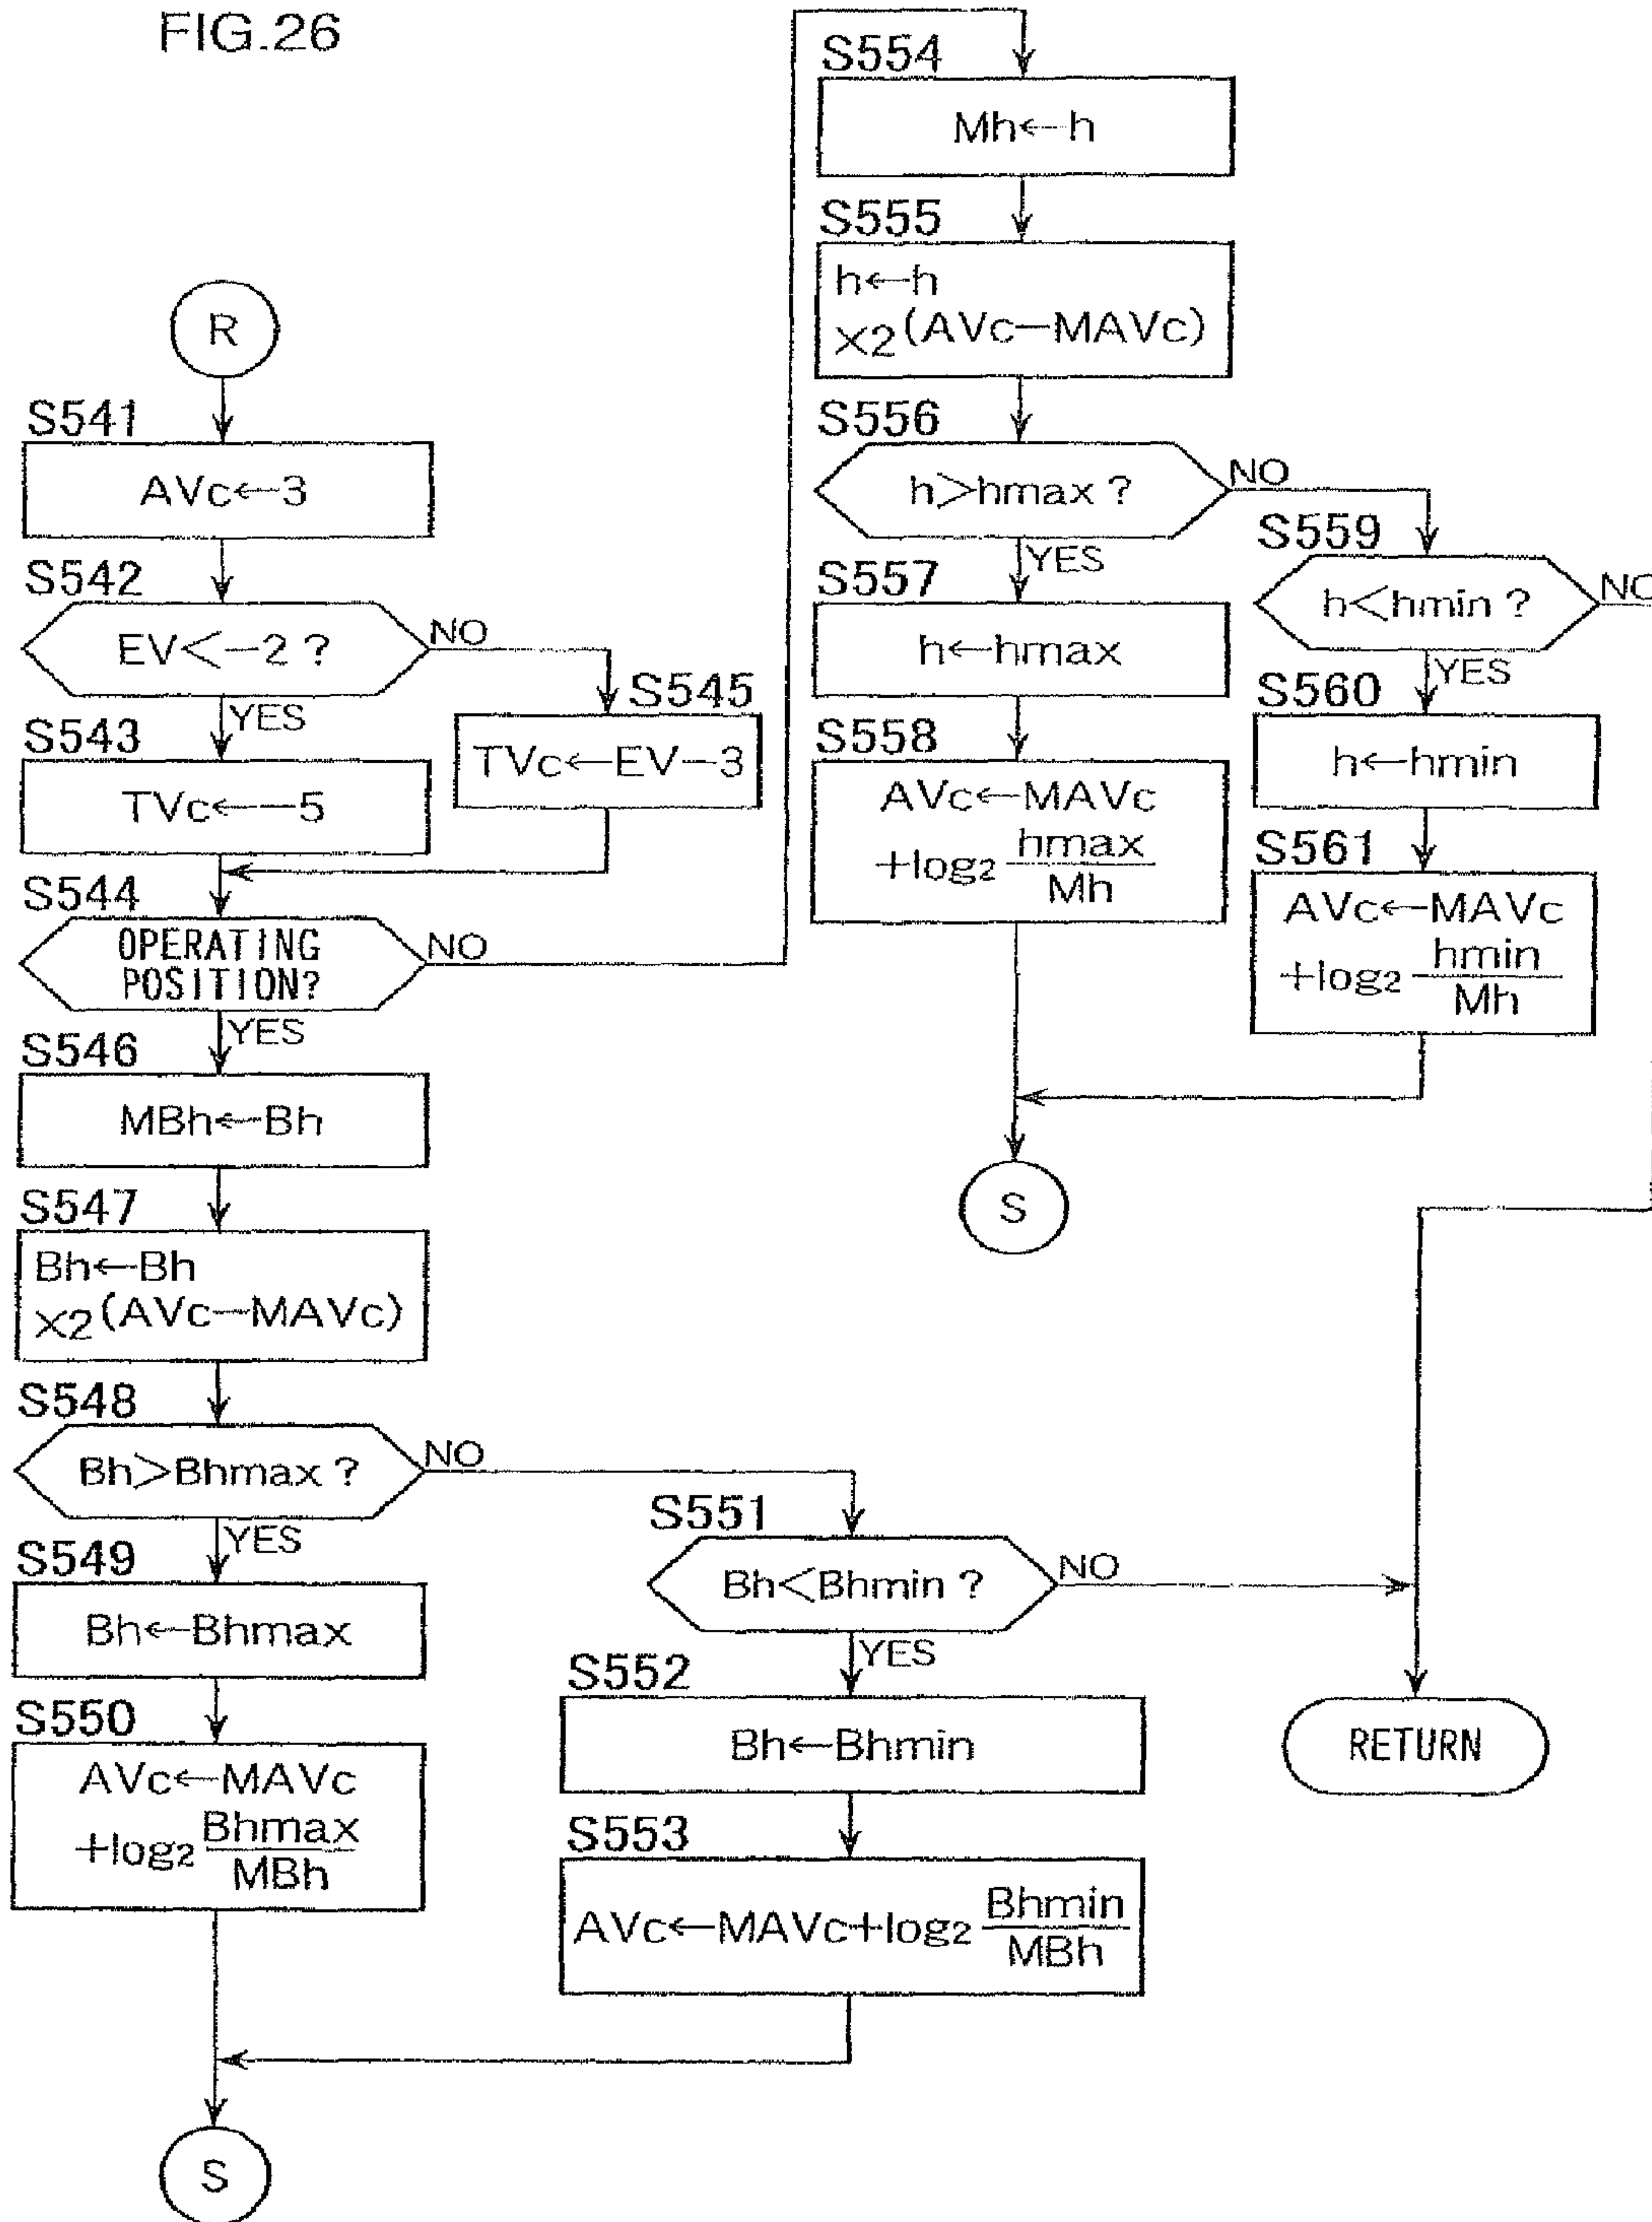 FIG.26
R
S541
AVc←3
S542
EV<−2?
NO
YES
S543
TVc←−5
S545
TVc←EV−3
S544
OPERATING
POSITION?
NO
YES
S546
MBh←Bh
S547
Bh←Bh
×2(AVc−MAVc)
S548
Bh>Bhmax?
NO
YES
S549
Bh←Bhmax
S550
AVc←MAVc
+log2 Bhmax
MBh
S
S551
Bh<Bhmin?
NO
YES
S552
Bh←Bhmin
S553
AVc←MAVc+log2 Bhmin
MBh
S554
Mh←h
S555
h←h
×2(AVc−MAVc)
S556
h>hmax?
NO
YES
S557
h←hmax
S558
AVc←MAVc
+log2 hmax
Mh
S
S559
h<hmin?
NO
YES
S560
h←hmin
S561
AVc←MAVc
+log2 hmin
Mh
RETURN